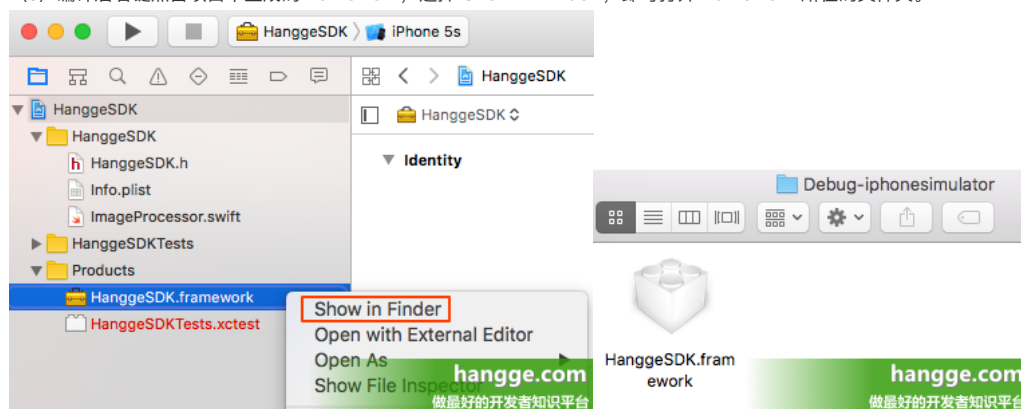 HanggeSDK
iPhone 5s
HanggeSDK
HanggeSDK
HanggeSDK
HanggeSDK.h
Info.plist
ImageProcessor.swift
HanggeSDKTests
Products
HanggeSDK.framework
HanggeSDKTests.xctest
HanggeSDK
Identity
Show in Finder
Open with External Editor
Open As
Show File Inspector
hangge.com
做最好的开发者知识平台
Debug-iphonesimulator
HanggeSDK.fram
ework
hangge.com
做最好的开发者知识平台